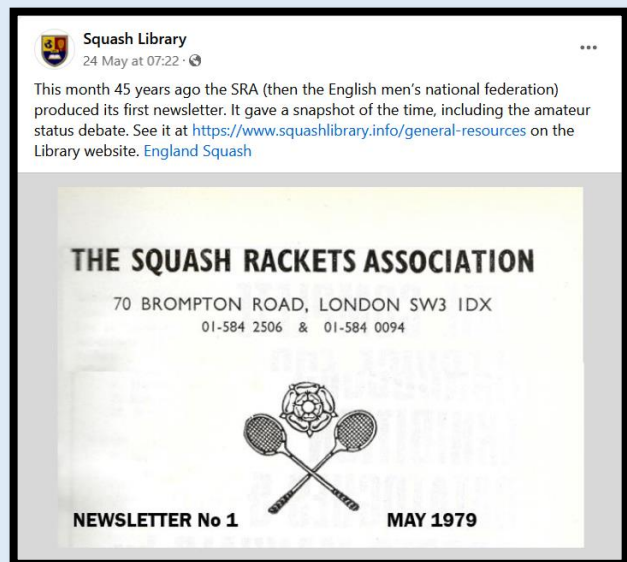 Squash Library
24 May at 07:22
This month 45 years ago the SRA (then the English men's national federation)
produced its first newsletter. It gave a snapshot of the time, including the amateur
status debate. See it at https://www.squashlibrary.info/general-resources on the
Library website. England Squash
THE SQUASH RACKETS ASSOCIATION
70 BROMPTON ROAD, LONDON SW3 1DX
01-584 2506 & 01-584 0094
NEWSLETTER No 1 MAY 1979